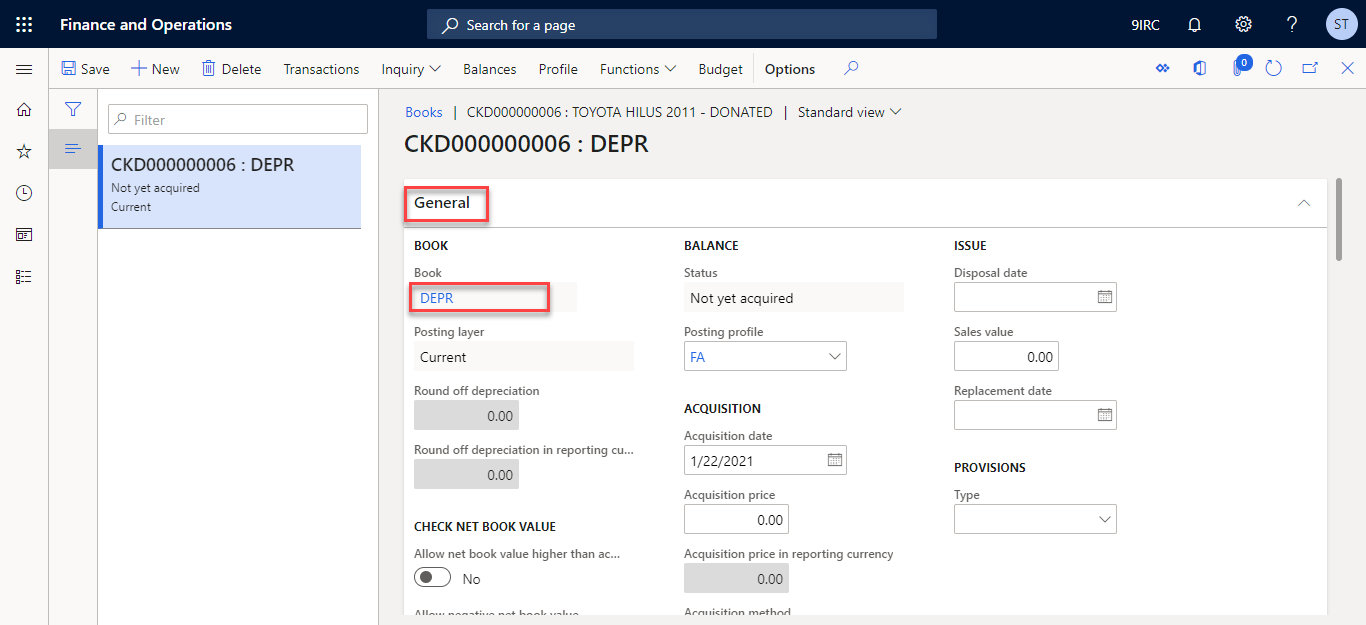 Finance and Operations
Search for a page
9IRC
?
ST
Save
New
Delete
Transactions
Inquiry
Balances
Profile
Functions
Budget
Options
0
Filter
CKD000000006 : DEPR
Not yet acquired
Current
Books | CKD000000006 : TOYOTA HILUS 2011 - DONATED | Standard view
CKD000000006 : DEPR
General
BOOK
Book
DEPR
Posting layer
Current
Round off depreciation
0.00
Round off depreciation in reporting cu...
0.00
CHECK NET BOOK VALUE
Allow net book value higher than ac...
No
Allow negative net book value
BALANCE
Status
Not yet acquired
Posting profile
FA
ACQUISITION
Acquisition date
1/22/2021
Acquisition price
0.00
Acquisition price in reporting currency
0.00
Acquisition method
ISSUE
Disposal date
Sales value
0.00
Replacement date
PROVISIONS
Type